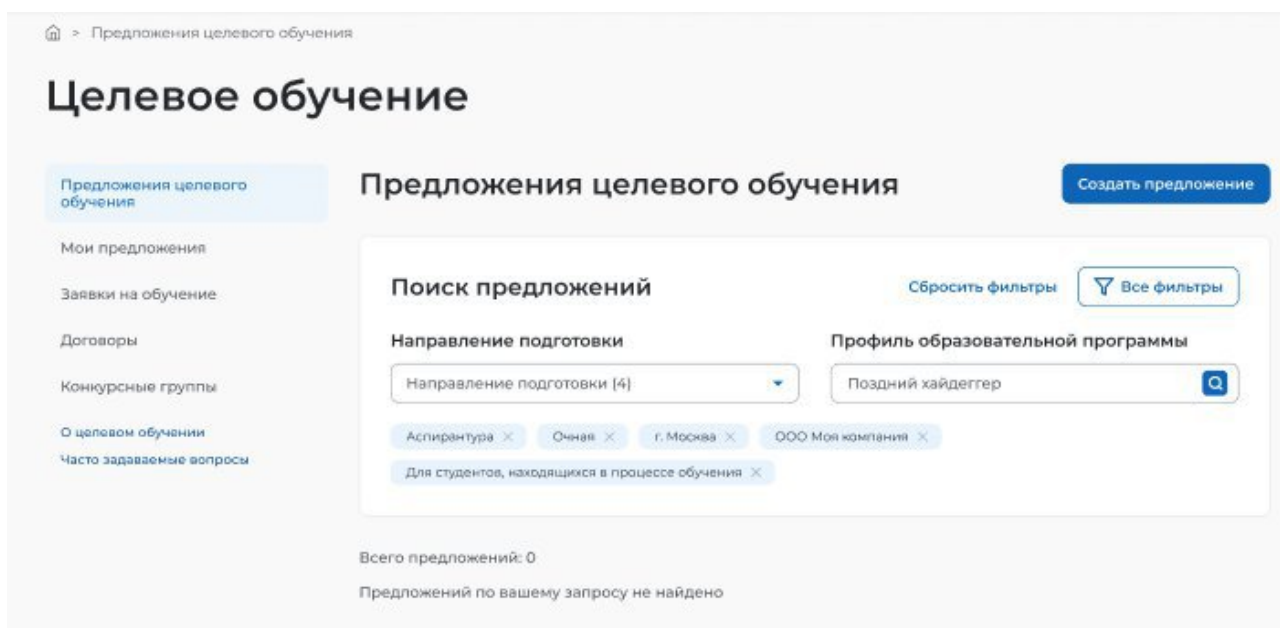 > Предложения целевого обучения
Целевое обучение
Предложения целевого
обучения
Мои предложения
Заявки на обучение
Договоры
Конкурсные группы
О целевом обучении
Часто задаваемые вопросы
Предложения целевого обучения
Создать предложение
Поиск предложений
Сбросить фильтры
Все фильтры
Направление подготовки
Профиль образовательной программы
Направление подготовки (4)
Поздний хайдеггер
Аспирантура ×
Очная ×
г. Москва ×
ООО Моя компания ×
Для студентов, находящихся в процессе обучения ×
Всего предложений: 0
Предложений по вашему запросу не найдено